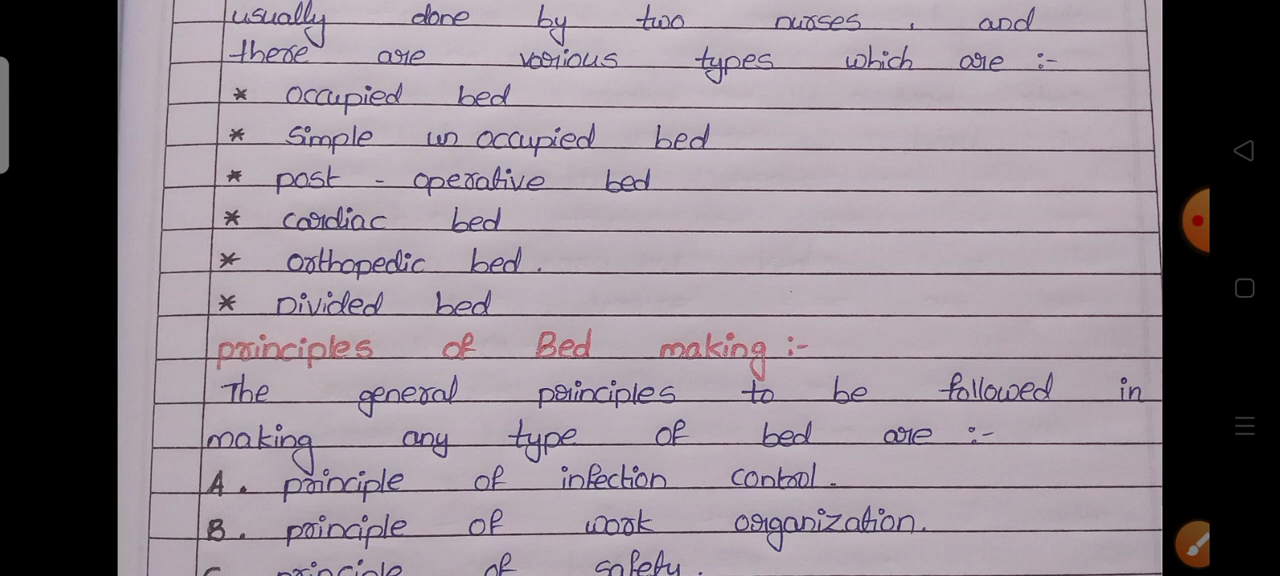 usually done by two nurses, and
there are various types which are :-
* occupied bed
* simple un occupied bed
* post - operative bed
* cardiac bed
* Orthopedic bed.
* Divided bed
principles of Bed making :-
The general principles to be followed in
making any type of bed are :-
A. principle of infection control.
B. principle of work organization.
C. principle of safety.